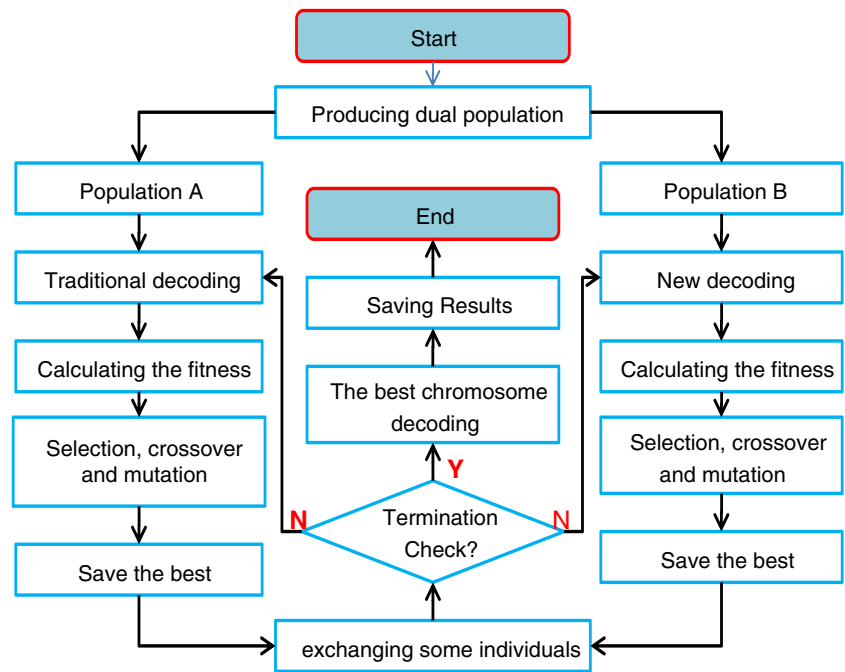 Start
Producing dual population
Population A
Population B
End
Traditional decoding
New decoding
Saving Results
Calculating the fitness
Calculating the fitness
The best chromosome
decoding
Selection, crossover
and mutation
Selection, crossover
and mutation
Y
N
Termination
Check?
N
Save the best
Save the best
exchanging some individuals